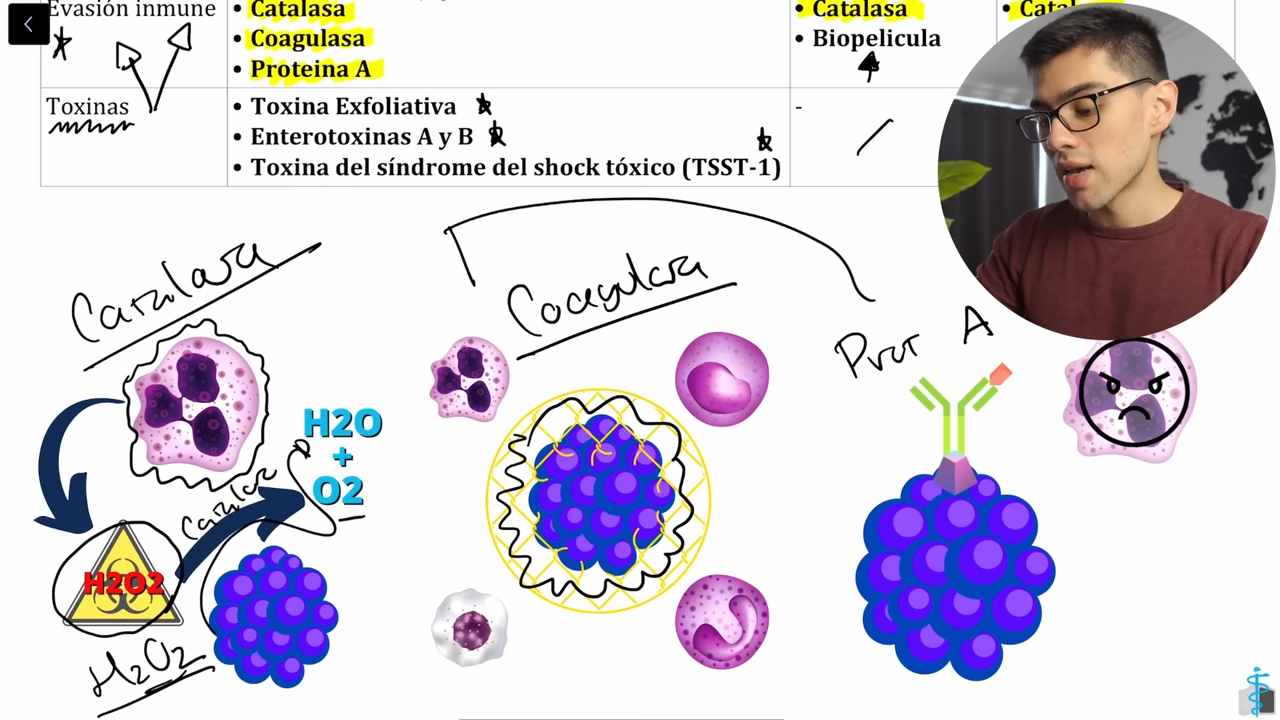 Evasión inmune
• Catalasa
• Coagulasa
• Proteina A
• Catalasa
• Biopelicula
Toxinas
• Toxina Exfoliativa
• Enterotoxinas A y B
• Toxina del síndrome del shock tóxico (TSST-1)
-
Catalasa
Coagulasa
Prot A
H2O
+
O2
Catalasa
H2O2
H2O2